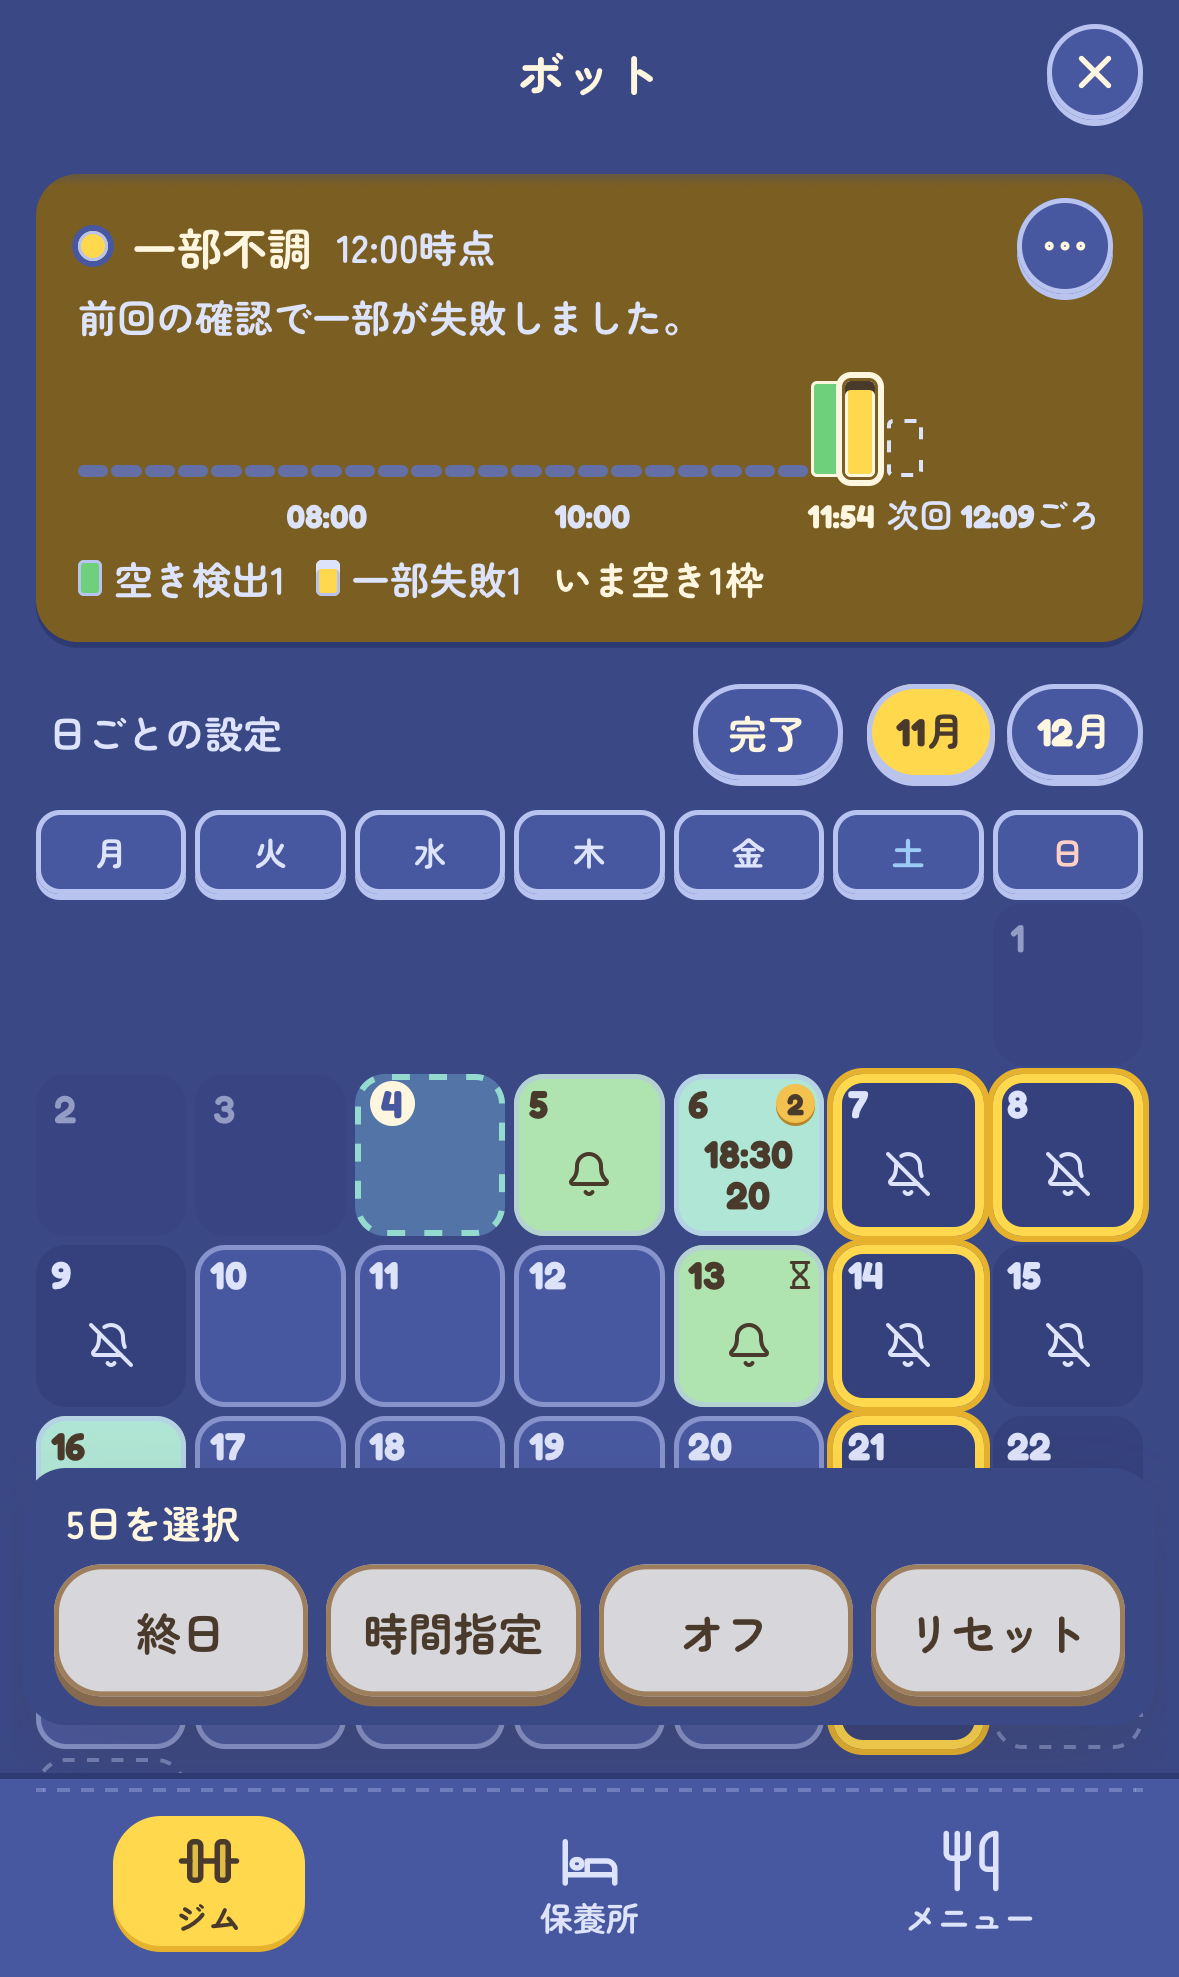 ボット
一部不調 12:00時点
前回の確認で一部が失敗しました。
08:00 10:00 11:54 次回 12:09ごろ
空き検出1 一部失敗1 いま空き1枠
日ごとの設定 完了 11月 12月
月 火 水 木 金 土 日
1
2 3 4 5 6 2 7 8
18:30
20
9 10 11 12 13 14 15
16 17 18 19 20 21 22
5日を選択
終日 時間指定 オフ リセット
ジム 保養所 メニュー